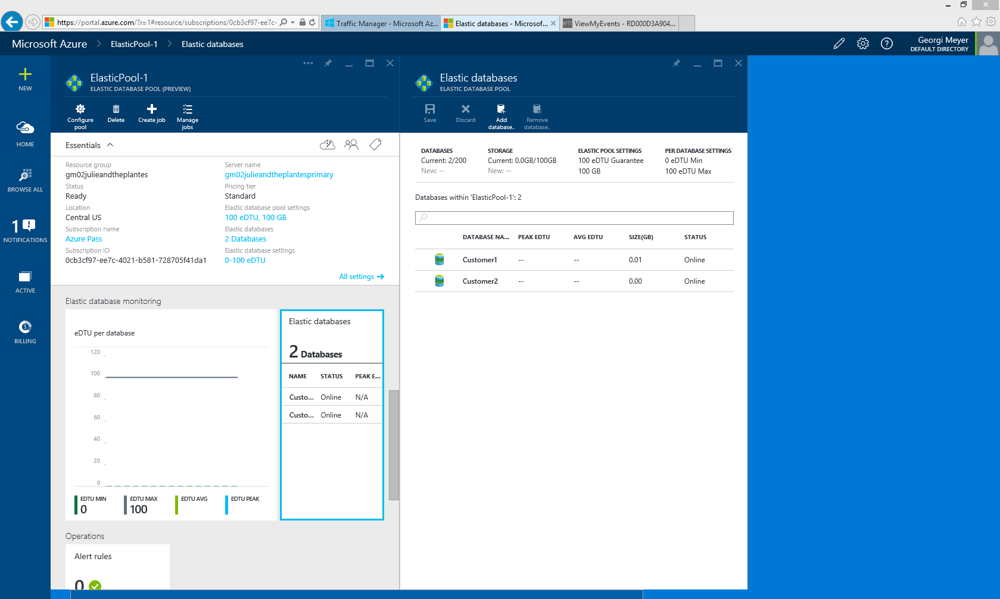 https://portal.azure.com/?r=1#resource/subscriptions/0cb3cf97-ee7c-
Traffic Manager - Microsoft Az...
Elastic databases - Microsof...
WTT
ViewMyEvents - RD000D3A904...
Microsoft Azure
ElasticPool-1
Elastic databases
Georgi Meyer
DEFAULT DIRECTORY
NEW
HOME
BROWSE ALL
1
NOTIFICATIONS
ACTIVE
BILLING
ElasticPool-1
ELASTIC DATABASE POOL (PREVIEW)
Configure pool
Delete
Create job
Manage jobs
Essentials
Resource group
gm02julieandtheplantes
Status
Ready
Location
Central US
Subscription name
Azure Pass
Subscription ID
0cb3cf97-ee7c-4021-b581-728705f41da1
Server name
gm02julieandtheplantesprimary
Pricing tier
Standard
Elastic database pool settings
100 eDTU, 100 GB
Elastic databases
2 Databases
Elastic database settings
0-100 eDTU
All settings →
Elastic database monitoring
eDTU per database
120
100
80
60
40
20
0
EDTU MIN
0
EDTU MAX
100
EDTU AVG
EDTU PEAK
Elastic databases
2 Databases
NAME STATUS PEAK E...
Custo... Online N/A
Custo... Online N/A
Operations
Alert rules
0
Elastic databases
ELASTIC DATABASE POOL
Save
Discard
Add database..
Remove database..
DATABASES
Current: 2/200
New: --
STORAGE
Current: 0.0GB/100GB
New: --
ELASTIC POOL SETTINGS
100 eDTU Guarantee
100 GB
PER DATABASE SETTINGS
0 eDTU Min
100 eDTU Max
Databases within 'ElasticPool-1': 2
DATABASE NA... PEAK EDTU AVG EDTU SIZE(GB) STATUS
Customer1 -- -- 0.01 Online
Customer2 -- -- 0.00 Online